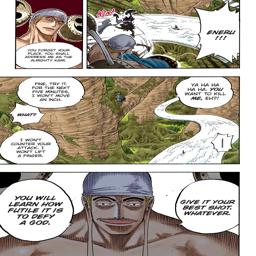 YOU FORGET YOUR
PLACE. YOU SHALL
ADDRESS ME AS THE
ALMIGHTY KAMI.
ENERU
!!!
FINE, TRY IT.
FOR THE NEXT
5 MINUTES,
I WON'T MOVE
AN INCH.
WHAT?
I WON'T
COUNTER YOUR
ATTACK. I
WON'T LIFT
A FINGER.
YA HA HA
HA HA. YOU
WANT TO KILL
ME, EH?!
!
YOU WILL
LEARN HOW
FUTILE IT IS
TO DEFY
A GOD.
GIVE IT YOUR
BEST SHOT.
WHATEVER.